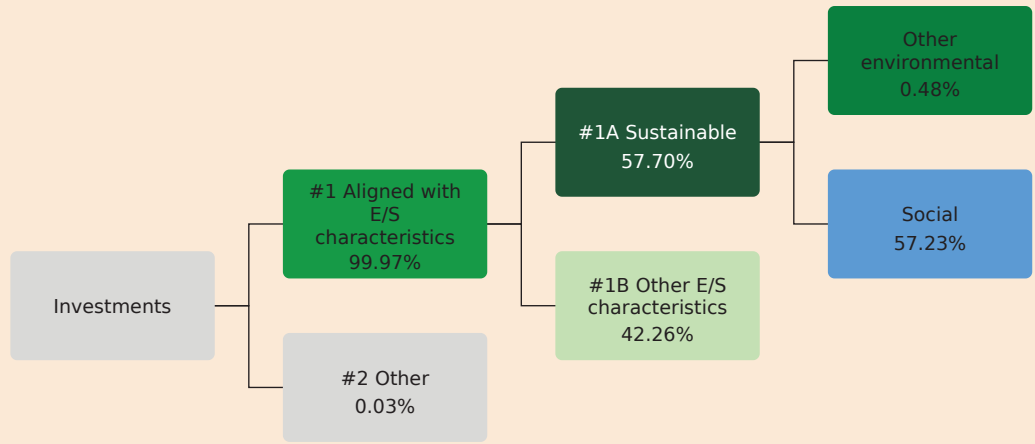 Investments
#1 Aligned with
E/S
characteristics
99.97%
#2 Other
0.03%
#1A Sustainable
57.70%
#1B Other E/S
characteristics
42.26%
Other
environmental
0.48%
Social
57.23%